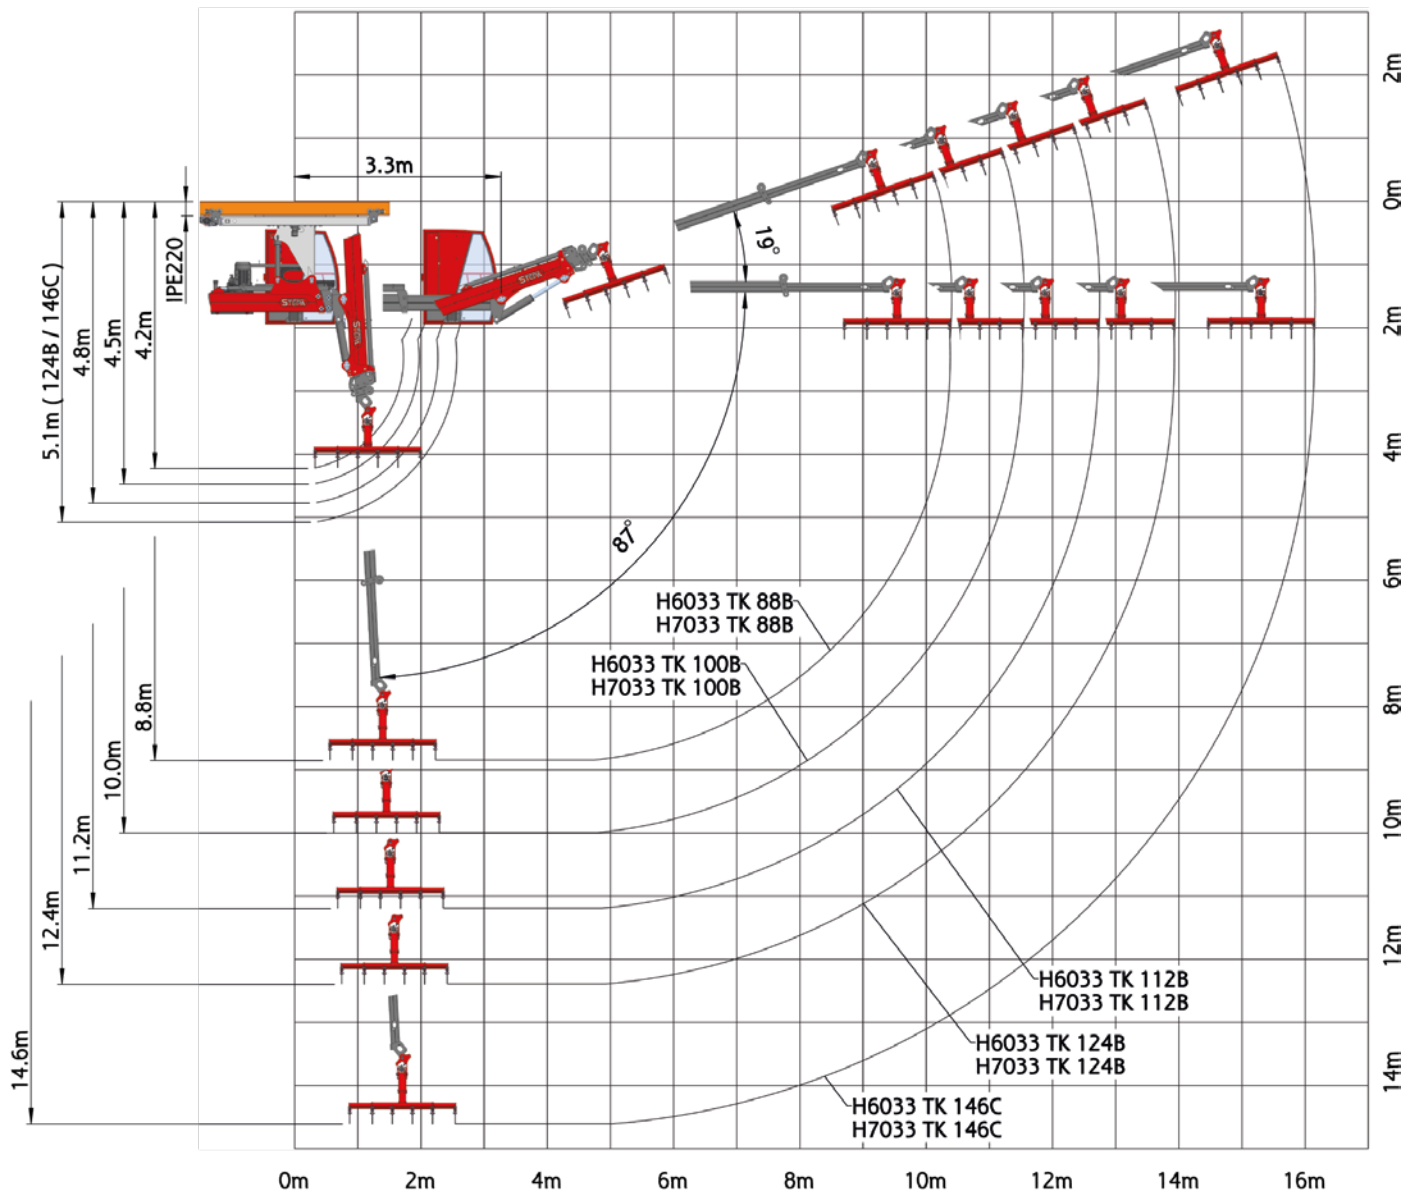 3.3m
2m
0m
2m
4m
6m
8m
10m
12m
14m
19°
87°
IPE220
4.2m
4.5m
4.8m
5.1m ( 124B / 146C)
STEPA
STEPA
STEPA
8.8m
10.0m
11.2m
12.4m
14.6m
H6033 TK 88B
H7033 TK 88B
H6033 TK 100B
H7033 TK 100B
H6033 TK 112B
H7033 TK 112B
H6033 TK 124B
H7033 TK 124B
H6033 TK 146C
H7033 TK 146C
0m
2m
4m
6m
8m
10m
12m
14m
16m